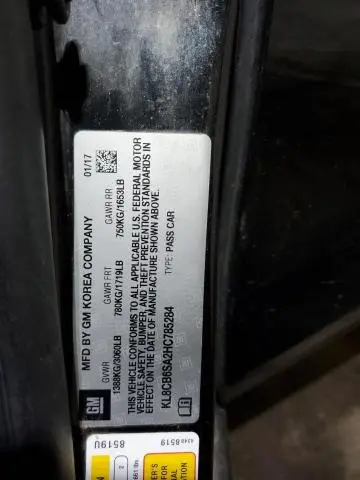 MFD BY GM KOREA COMPANY
01/17
GVWR
GAWR FRT
GAWR RR
1388KG/3060LB
780KG/1719LB
750KG/1653LB
THIS VEHICLE CONFORMS TO ALL APPLICABLE U.S. FEDERAL MOTOR
VEHICLE SAFETY, BUMPER, AND THEFT PREVENTION STANDARDS IN
EFFECT ON THE DATE OF MANUFACTURE SHOWN ABOVE.
KL8CB6SA2HC785284
TYPE: PASS CAR
GM
8519U
8519
2